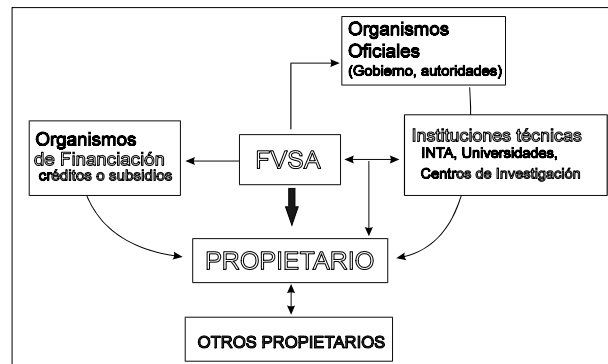 Organismos
Oficiales
(Gobierno, autoridades)
Organismos
de Financiación
créditos o subsidios
FVSA
Instituciones técnicas
INTA, Universidades,
Centros de Investigación
PROPIETARIO
OTROS PROPIETARIOS